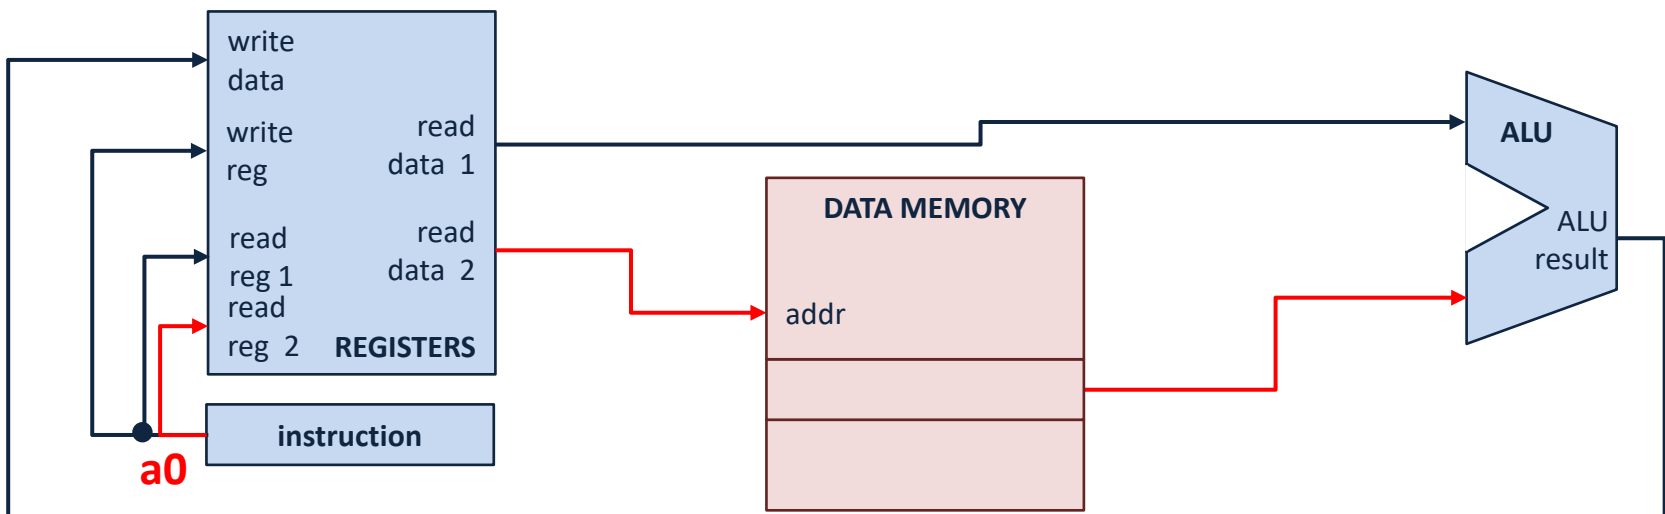 write
data
write
reg
read
data 1
read
reg 1
read
data 2
read
reg 2
REGISTERS
instruction
a0
DATA MEMORY
addr
ALU
ALU
result